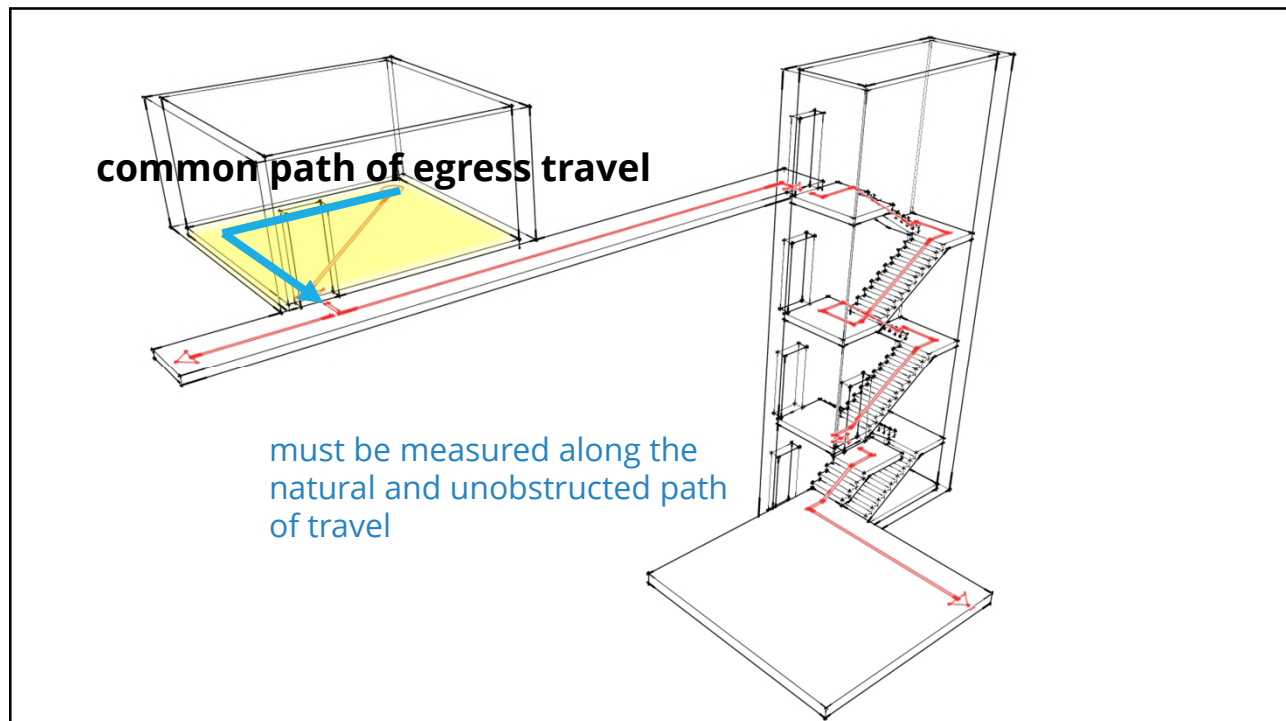 common path of egress travel
must be measured along the
natural and unobstructed path
of travel